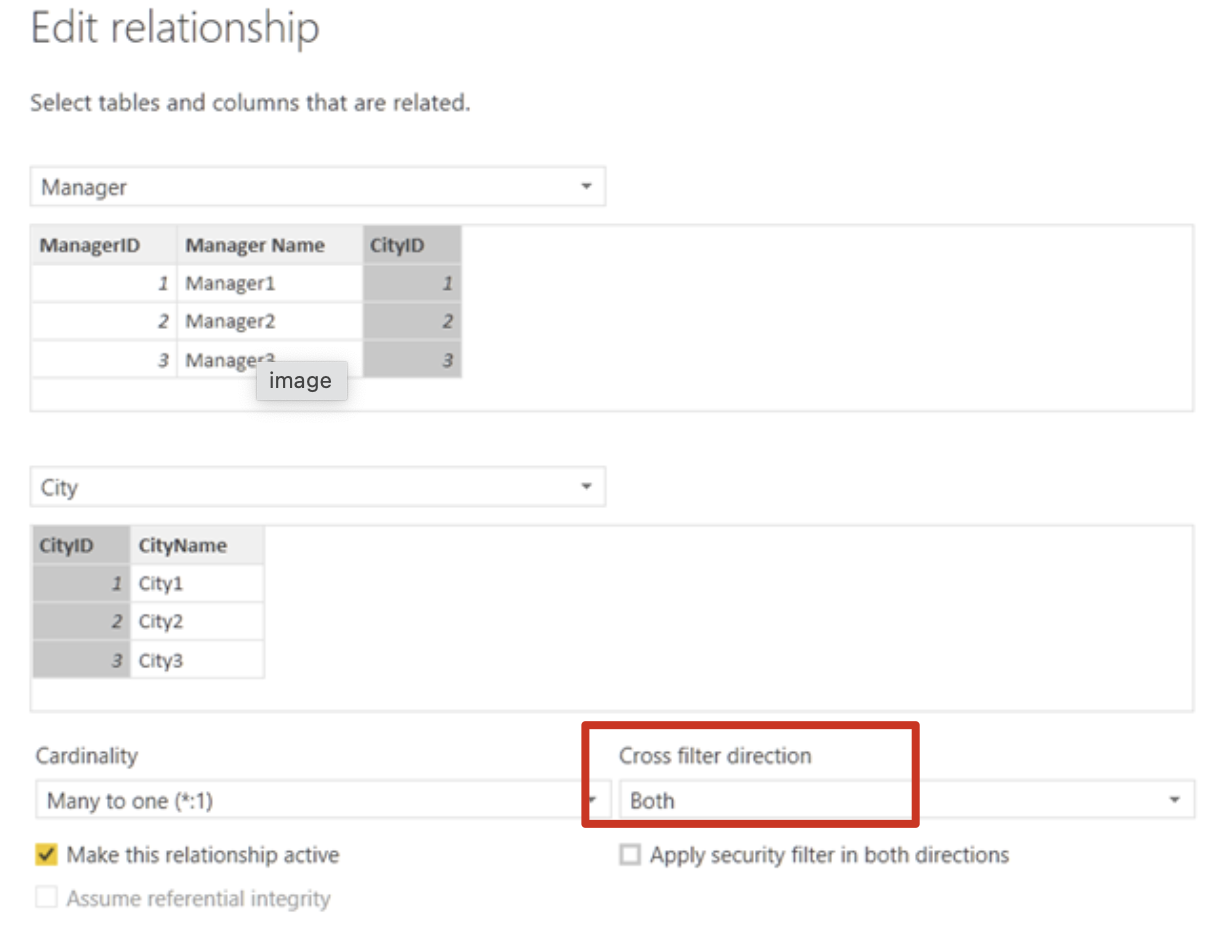 Edit relationship
Select tables and columns that are related.
Manager
ManagerID Manager Name CityID
1 Manager1 1
2 Manager2 2
3 Manager3 3
image
City
CityID CityName
1 City1
2 City2
3 City3
Cardinality Cross filter direction
Many to one (*:1) Both
Make this relationship active Apply security filter in both directions
Assume referential integrity